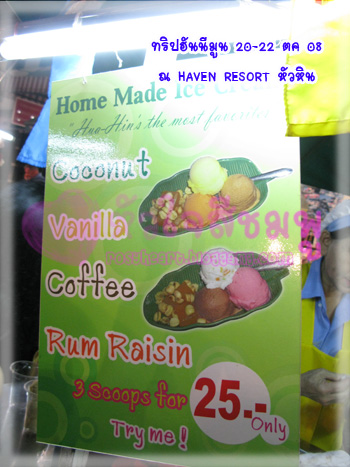 ทริปฮันนีมูน 20-22 ตค 08
ณ HAVEN RESORT หัวหิน
Home Made Ice
"Hua-Hin's the most favorites
Coconut
Vanilla
Coffee
Rum Raisin
3 Scoops for
25.-
Only
Try me!